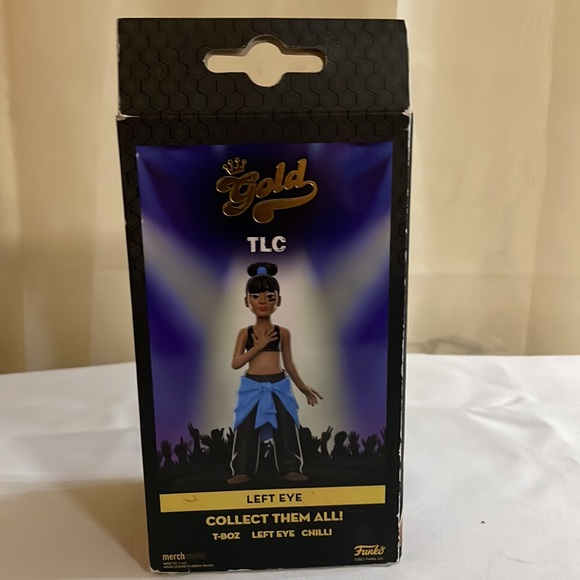 Gold
TLC
LEFT EYE
COLLECT THEM ALL!
T-BOZ LEFT EYE CHILLI
merch
Funko